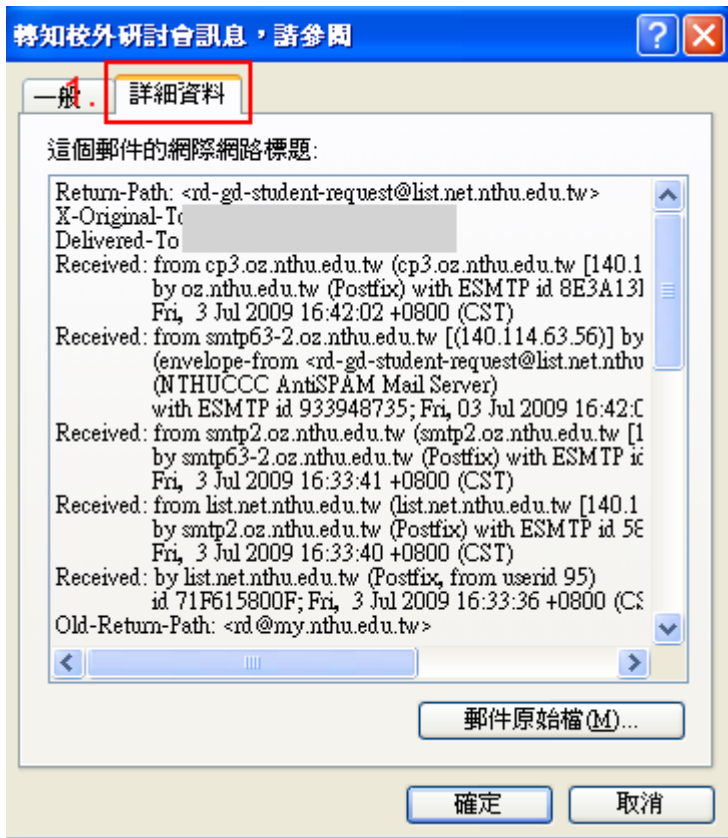 轉知校外研討會訊息，請參閱
一般
1.
詳細資料
這個郵件的網際網路標題:
Return-Path: <rd-gd-student-request@list.net.nthu.edu.tw>
X-Original-To
Delivered-To
Received: from cp3.oz.nthu.edu.tw (cp3.oz.nthu.edu.tw [140.1
by oz.nthu.edu.tw (Postfix) with ESMTP id 8E3A13
Fri, 3 Jul 2009 16:42:02 +0800 (CST)
Received: from smtp63-2.oz.nthu.edu.tw [(140.114.63.56)] by
(envelope-from <rd-gd-student-request@list.net.nthu
(NTHUCCC AntiSPAM Mail Server)
with ESMTP id 933948735; Fri, 03 Jul 2009 16:42:0
Received: from smtp2.oz.nthu.edu.tw (smtp2.oz.nthu.edu.tw [1
by smtp63-2.oz.nthu.edu.tw (Postfix) with ESMTP id
Fri, 3 Jul 2009 16:33:41 +0800 (CST)
Received: from list.net.nthu.edu.tw (list.net.nthu.edu.tw [140.1
by smtp2.oz.nthu.edu.tw (Postfix) with ESMTP id 58
Fri, 3 Jul 2009 16:33:40 +0800 (CST)
Received: by list.net.nthu.edu.tw (Postfix, from userid 95)
id 71F615800F; Fri, 3 Jul 2009 16:33:36 +0800 (CS
Old-Return-Path: <rd@my.nthu.edu.tw>
郵件原始檔(M)...
確定
取消